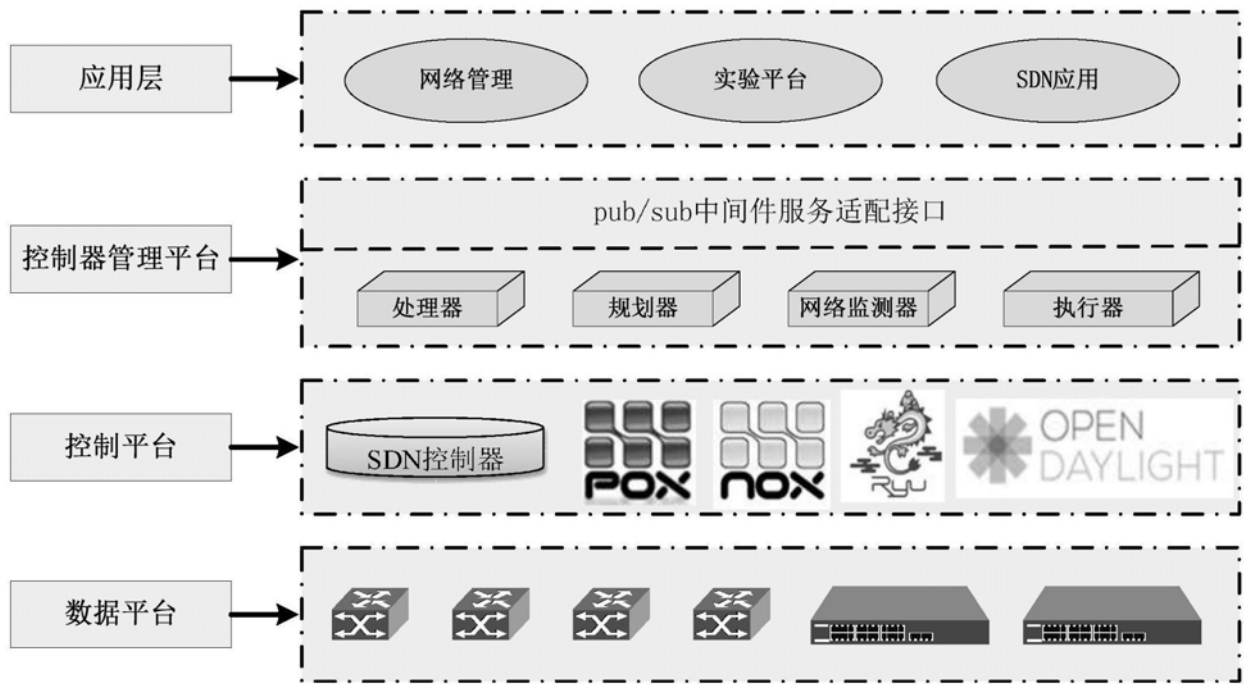 应用层
网络管理
实验平台
SDN应用
控制器管理平台
pub/sub中间件服务适配接口
处理器
规划器
网络监测器
执行器
控制平台
SDN控制器
POX
nox
RYU
OPEN
DAYLIGHT
数据平台